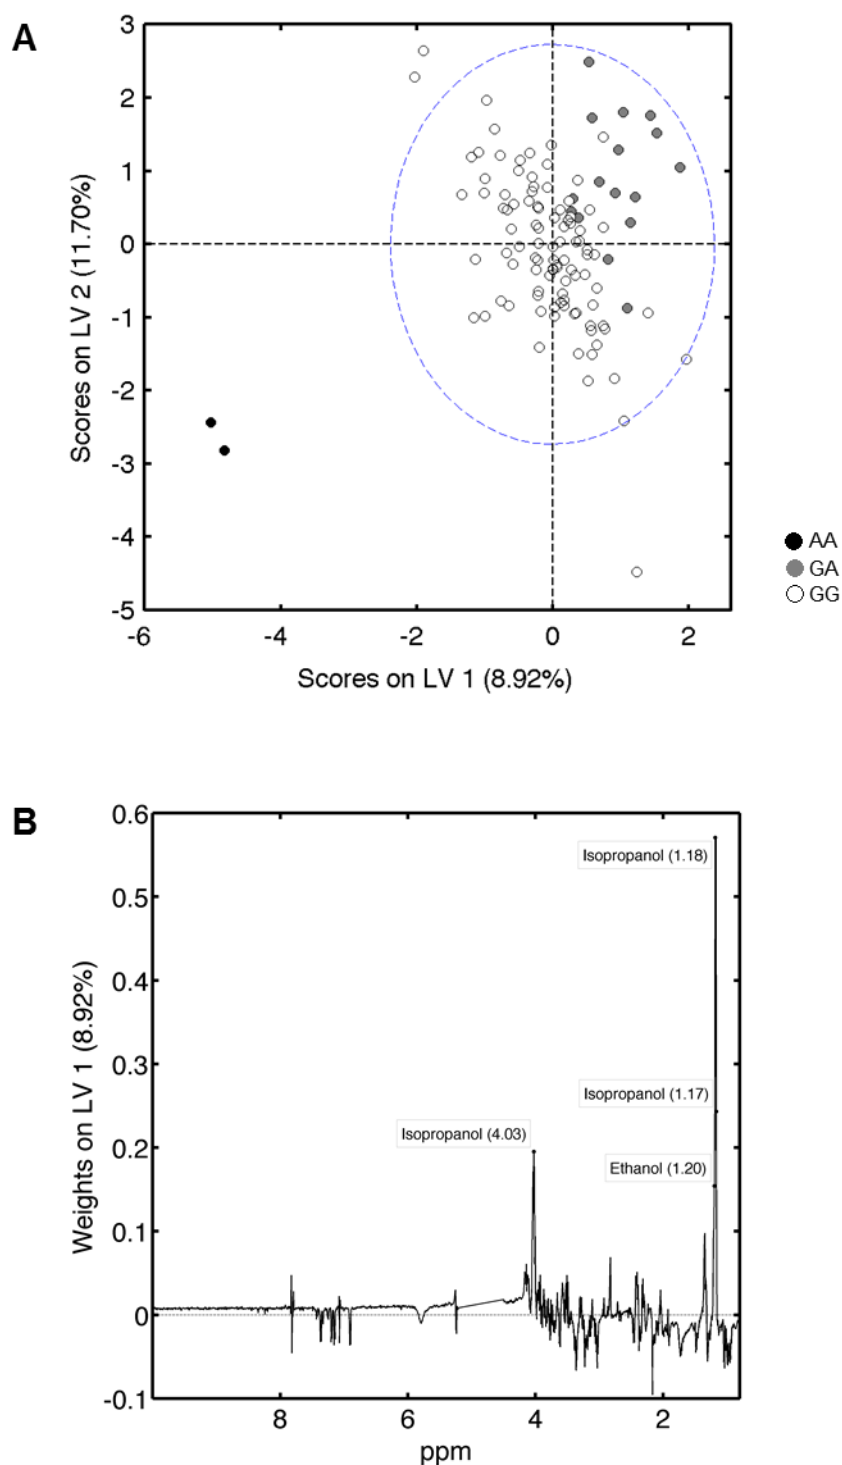 A
3
2
1
0
-1
-2
-3
-4
-5
Scores on LV 2 (11.70%)
-6
-4
-2
0
2
Scores on LV 1 (8.92%)
AA
GA
GG
B
0.6
0.5
0.4
0.3
0.2
0.1
0
-0.1
Weights on LV 1 (8.92%)
Isopropanol (1.18)
Isopropanol (1.17)
Isopropanol (4.03)
Ethanol (1.20)
8
6
4
2
ppm